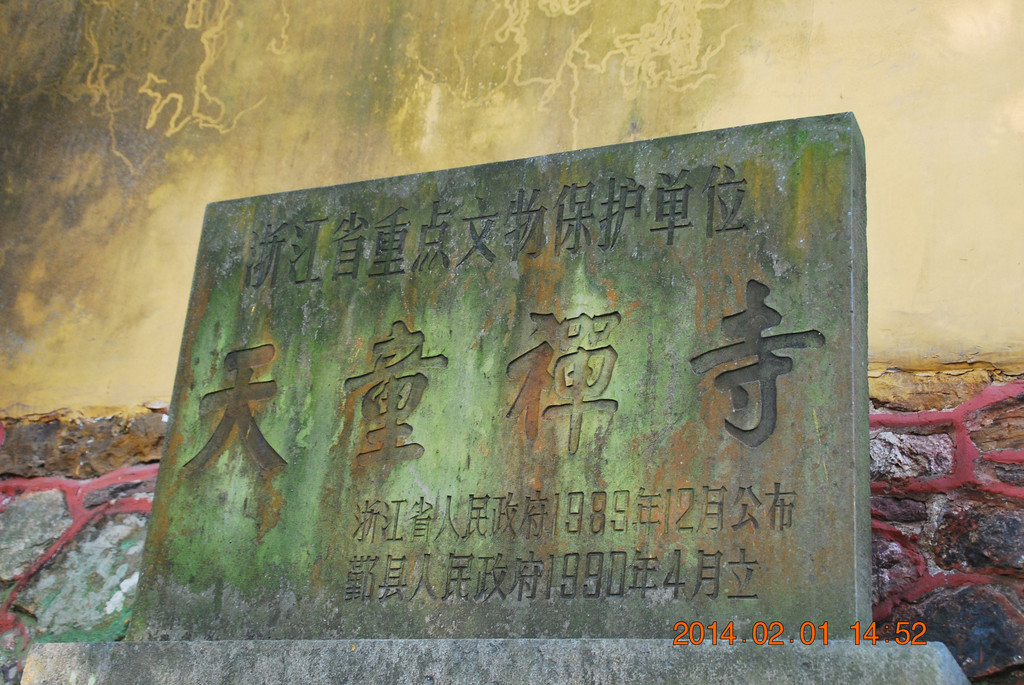 浙江省重点文物保护单位
天童禪寺
浙江省人民政府1989年12月公布
鄞县人民政府1990年4月立
2014.02.01 14:52